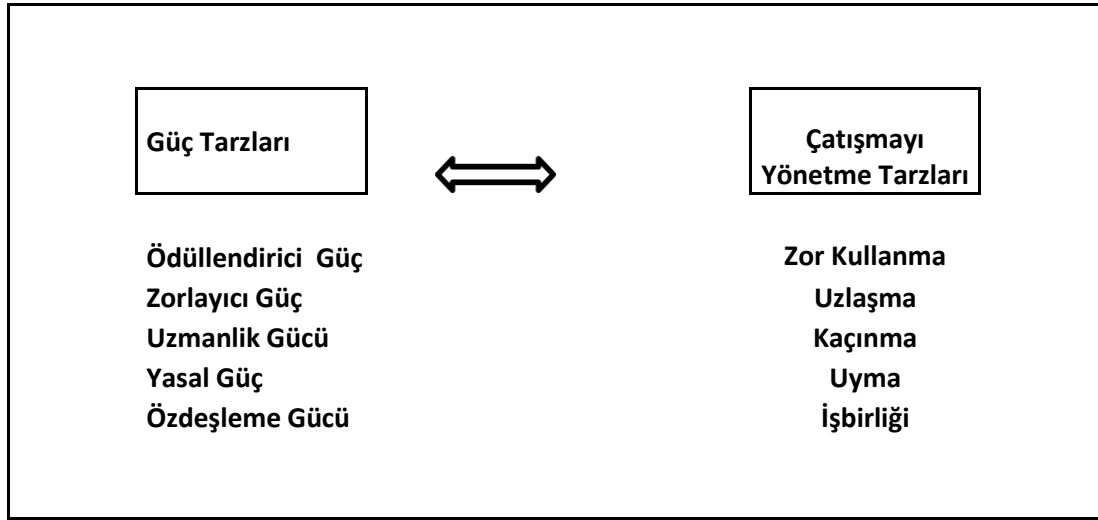 Güç Tarzları
Çatışmayı
Yönetme Tarzları
Ödüllendirici Güç
Zorlayıcı Güç
Uzmanlik Gücü
Yasal Güç
Özdeşleme Gücü
Zor Kullanma
Uzlaşma
Kaçınma
Uyma
İşbirliği